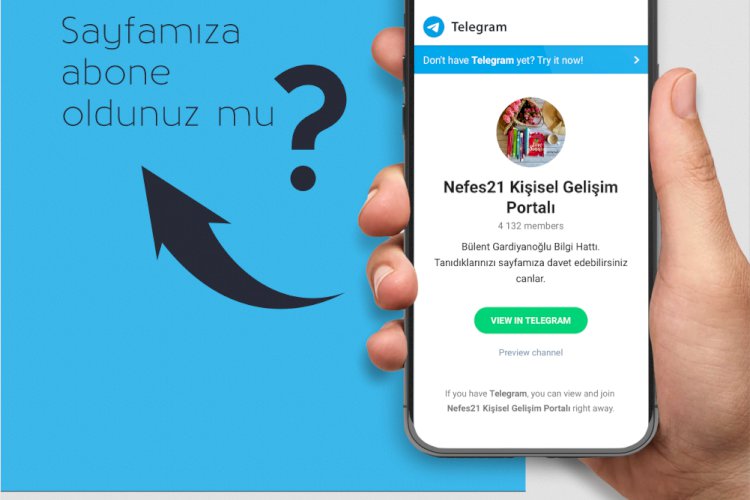 Sayfamıza
abone
oldunuz mu
?
Telegram
Don't have Telegram yet? Try it now!
Nefes21 Kişisel Gelişim
Portalı
4 132 members
Bülent Gardiyanoğlu Bilgi Hattı.
Tanıdıklarınızı sayfamıza davet edebilirsiniz
canlar.
VIEW IN TELEGRAM
Preview channel
If you have Telegram, you can view and join
Nefes21 Kişisel Gelişim Portalı right away.